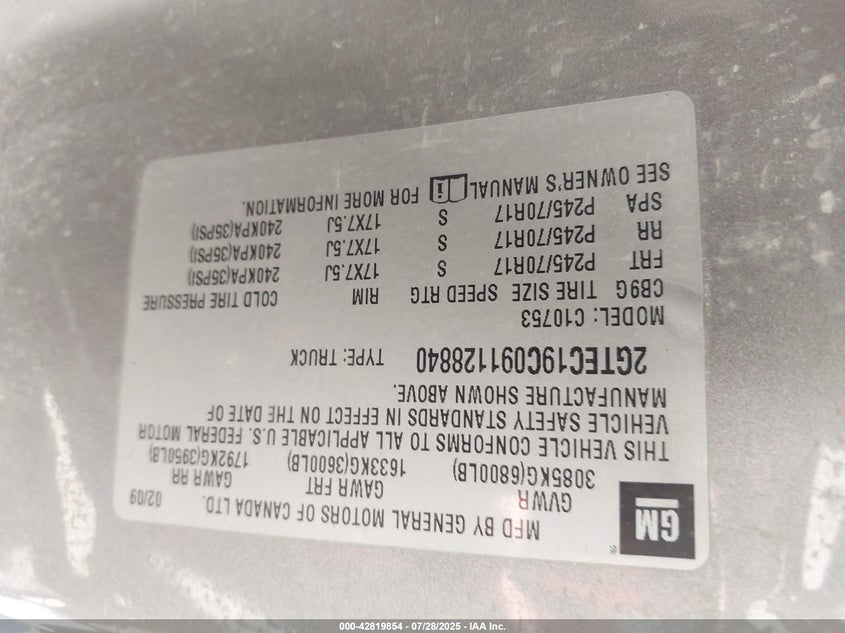 GM
®
MFD BY GENERAL MOTORS OF CANADA LTD. 02/09
GVWR GAWR FRT GAWR RR
3085KG(6800LB) 1633KG(3600LB) 1792KG(3950LB)
THIS VEHICLE CONFORMS TO ALL APPLICABLE U.S. FEDERAL MOTOR
VEHICLE SAFETY STANDARDS IN EFFECT ON THE DATE OF
MANUFACTURE SHOWN ABOVE.
2GTEC19C091128840 TYPE: TRUCK
MODEL: C10753
CB9G TIRE SIZE SPEED RTG RIM COLD TIRE PRESSURE
FRT P245/70R17 S 17X7.5J 240KPA(35PSI)
RR P245/70R17 S 17X7.5J 240KPA(35PSI)
SPA P245/70R17 S 17X7.5J 240KPA(35PSI)
SEE OWNER'S MANUAL FOR MORE INFORMATION.
000-42819854 / 07/28/2025 - IAA Inc.